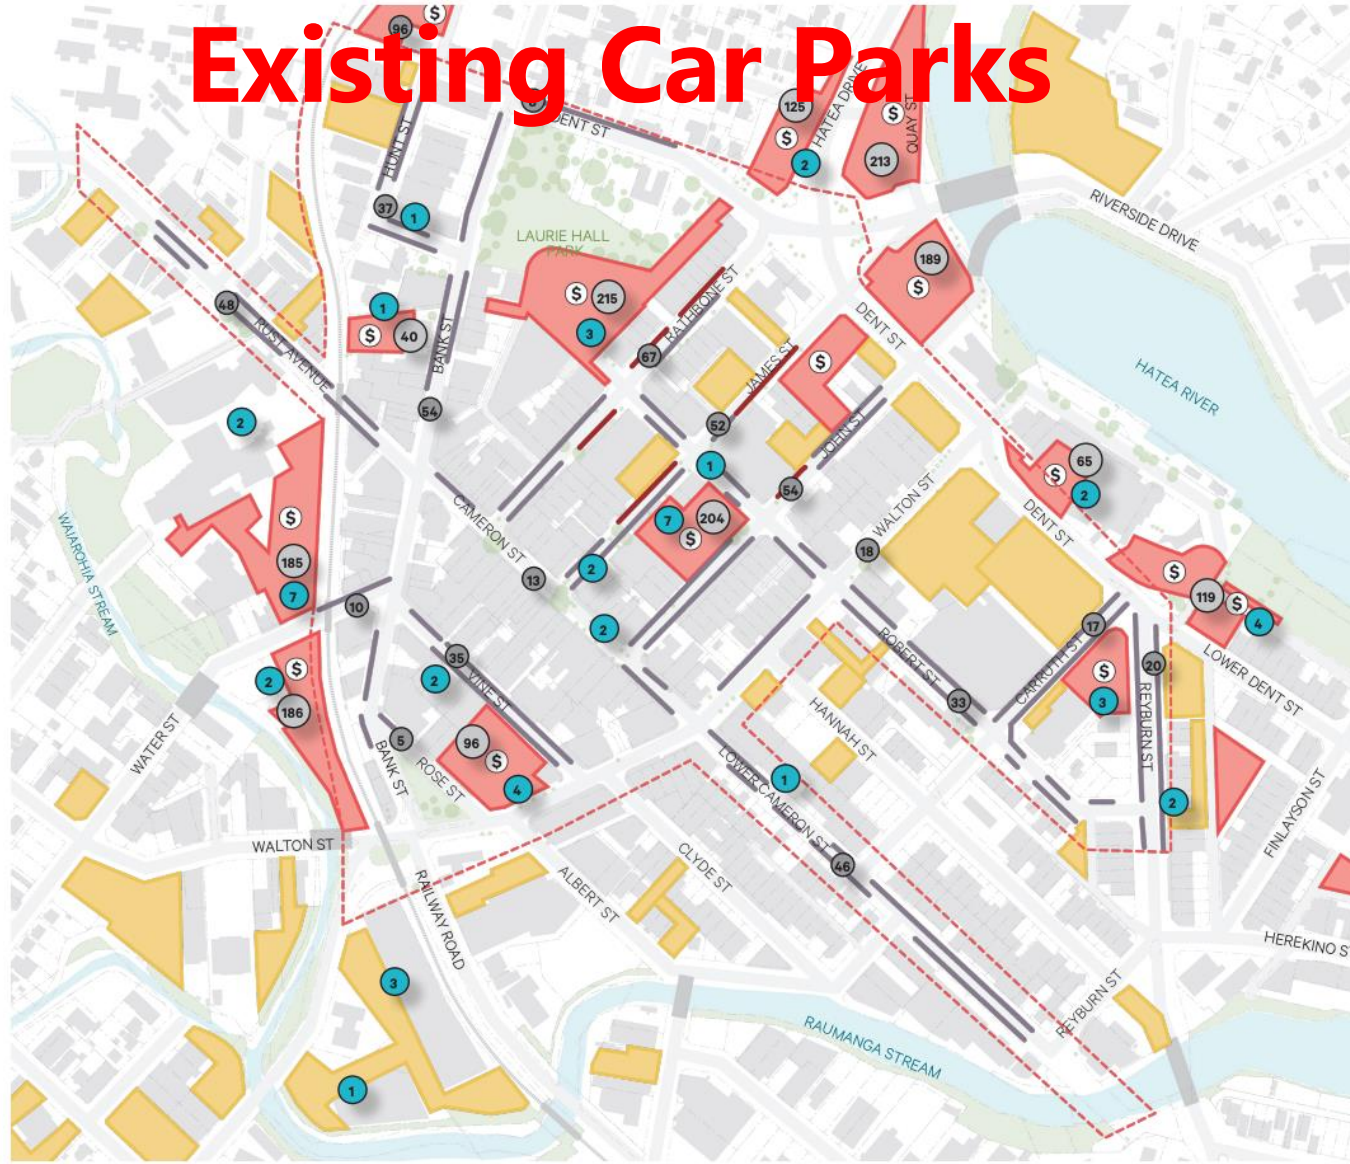 $
96
Existing Car Parks
125
$
HATEA DRIVE
2
$
QUAY ST
213
DENT ST
HUNT ST
37
1
RIVERSIDE DRIVE
LAURIE HALL
PARK
189
$
$
215
3
RATHBONE ST
67
48
RUST AVENUE
1
$
40
BANK ST
54
DENT ST
$
JAMES ST
HATEA RIVER
52
JOHN ST
2
1
54
65
$
2
CAMERON ST
7
204
$
WALTON ST
DENT ST
18
WAIAROHIA STREAM
$
185
7
13
2
$
119
$
4
10
2
17
35
VINE ST
2
ROBERT ST
CARRUTH ST
20
LOWER DENT ST
$
2
186
$
3
REYBURN ST
33
HANNAH ST
WATER ST
5
BANK ST
ROSE ST
96
$
4
LOWER CAMERON ST
1
2
FINLAYSON ST
WALTON ST
46
CLYDE ST
ALBERT ST
RAILWAY ROAD
HEREKINO S
3
REYBURN ST
RAUMANGA STREAM
1